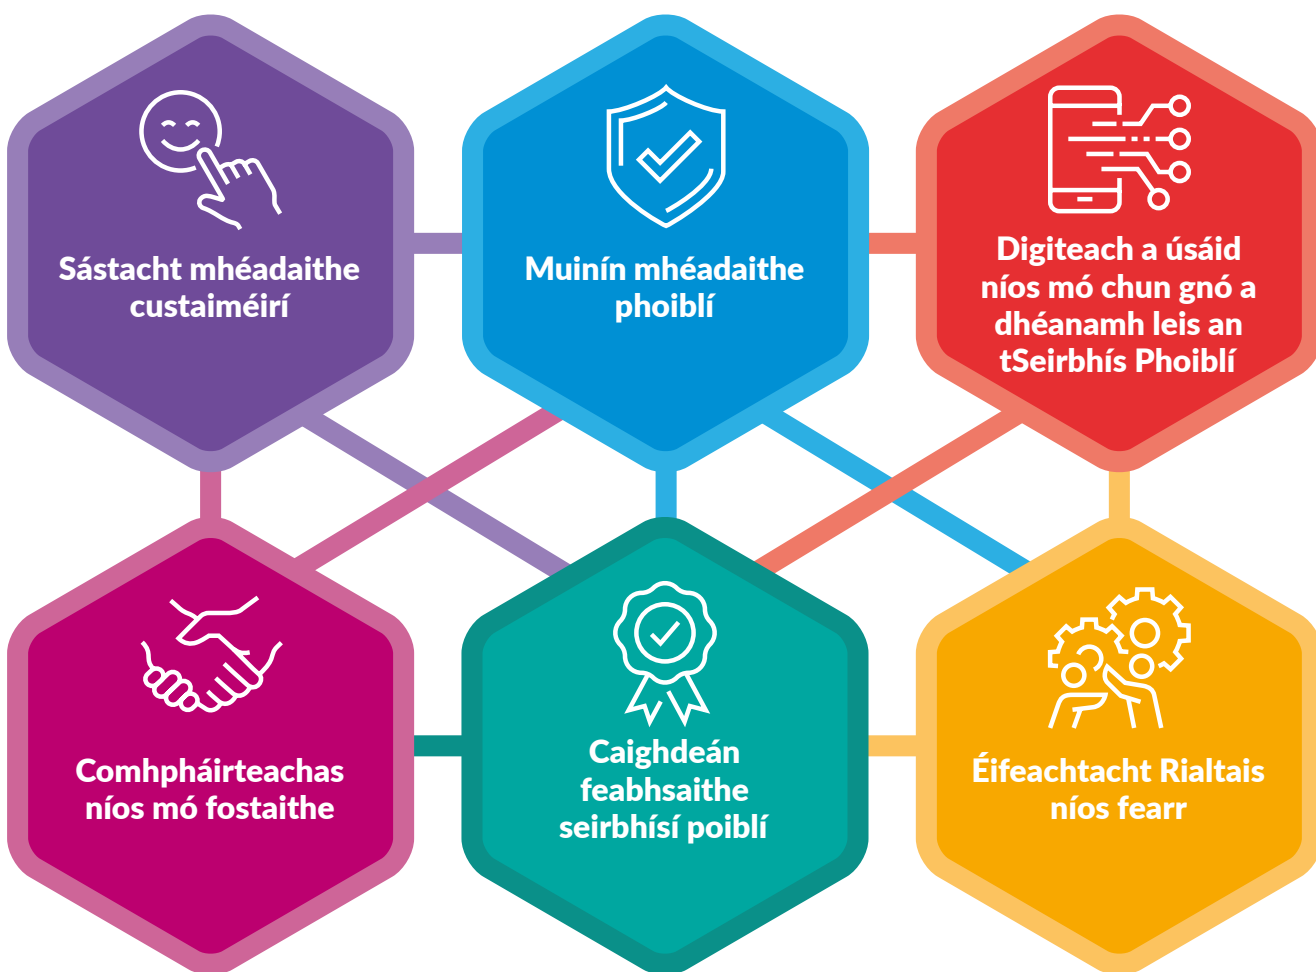 Sástacht mhéadaithe
custaiméirí
Muinín mhéadaithe
phoiblí
Digiteach a úsáid
níos mó chun gnó a
dhéanamh leis an
tSeirbhís Phoiblí
Comhpháirteachas
níos mó fostaithe
Caighdeán
feabhsaithe
seirbhísí poiblí
Éifeachtacht Rialtais
níos fearr